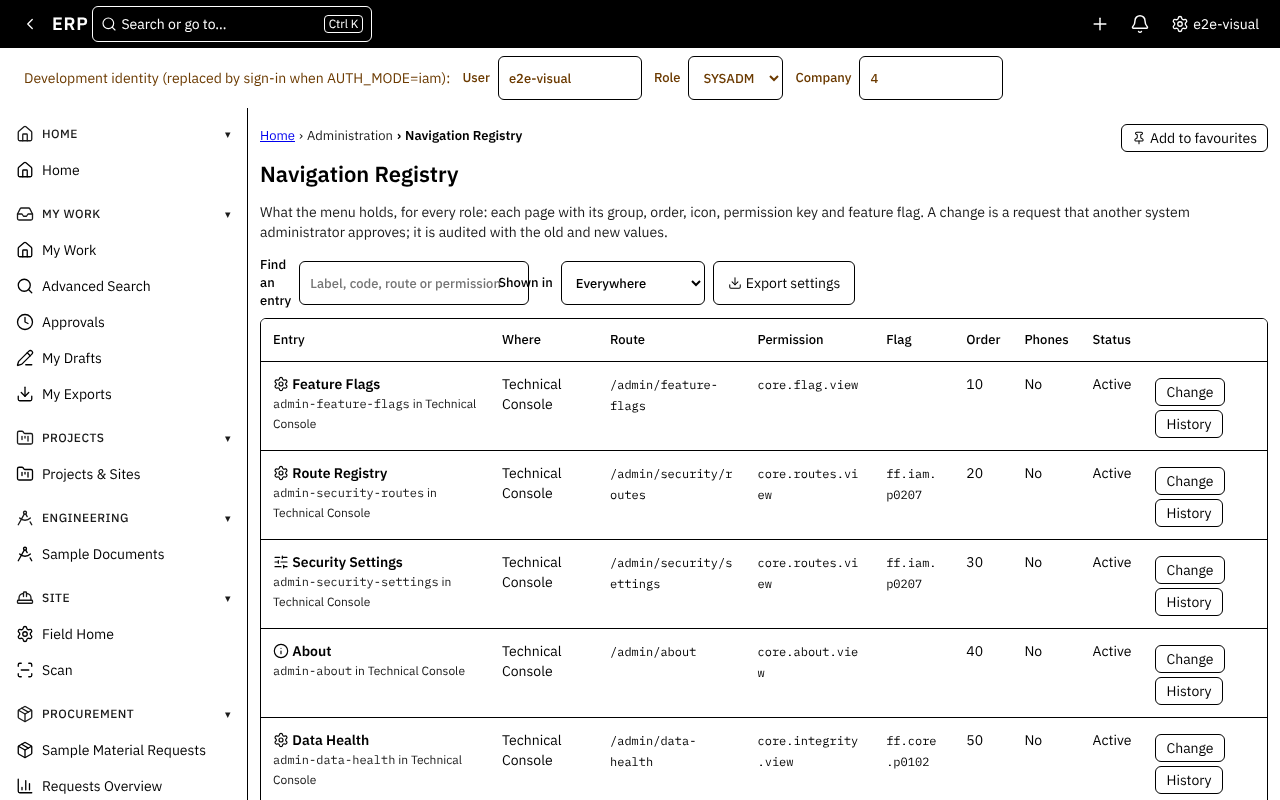 ERP
Search or go to...
Ctrl K
e2e-visual
Development identity (replaced by sign-in when AUTH_MODE=iam):
User
e2e-visual
Role
SYSADM
Company
4
HOME
Home
MY WORK
My Work
Advanced Search
Approvals
My Drafts
My Exports
PROJECTS
Projects & Sites
ENGINEERING
Sample Documents
SITE
Field Home
Scan
PROCUREMENT
Sample Material Requests
Requests Overview
Home › Administration › Navigation Registry
Add to favourites
Navigation Registry
What the menu holds, for every role: each page with its group, order, icon, permission key and feature flag. A change is a request that another system
administrator approves; it is audited with the old and new values.
Find
an
entry
Label, code, route or permission
Shown in
Everywhere
Export settings
Entry Where Route Permission Flag Order Phones Status
Feature Flags
admin-feature-flags in Technical
Console
Technical
Console
/admin/feature-
flags
core.flag.view
10
No
Active
Change
History
Route Registry
admin-security-routes in
Technical Console
Technical
Console
/admin/security/r
outes
core.routes.vi
ew
ff.iam.
p0207
20
No
Active
Change
History
Security Settings
admin-security-settings in
Technical Console
Technical
Console
/admin/security/s
ettings
core.routes.vi
ew
ff.iam.
p0207
30
No
Active
Change
History
About
admin-about in Technical Console
Technical
Console
/admin/about
core.about.vie
w
40
No
Active
Change
History
Data Health
admin-data-health in Technical
Console
Technical
Console
/admin/data-
health
core.integrity
.view
ff.core
.p0102
50
No
Active
Change
History